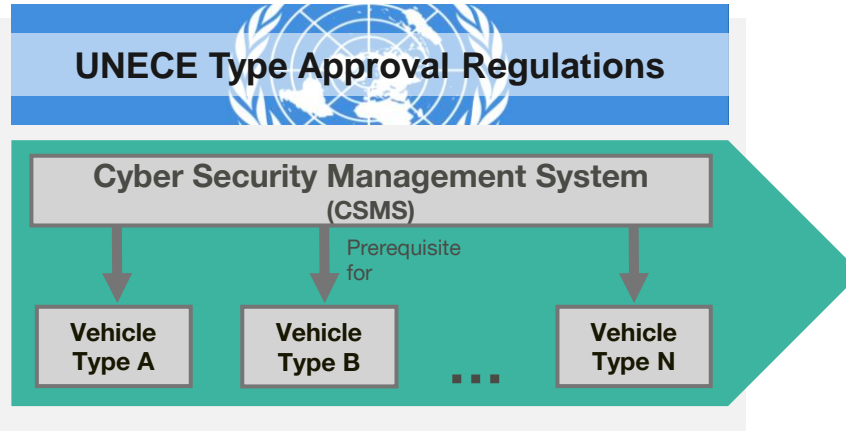 UNECE Type Approval Regulations
Cyber Security Management System
(CSMS)
Prerequisite
for
Vehicle
Type A
Vehicle
Type B
...
Vehicle
Type N